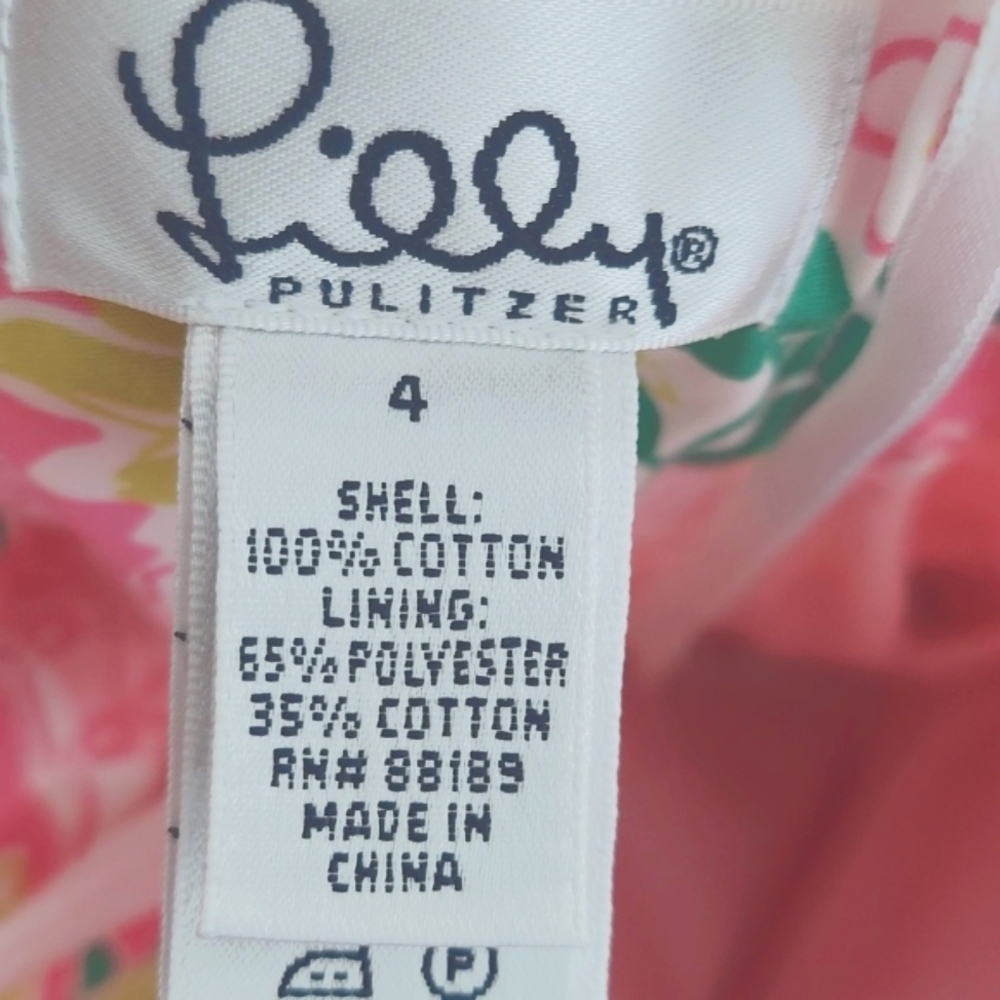 Lilly®
PULITZER
4
SHELL:
100% COTTON
LINING:
65% POLYESTER
35% COTTON
RN# 88189
MADE IN
CHINA
P